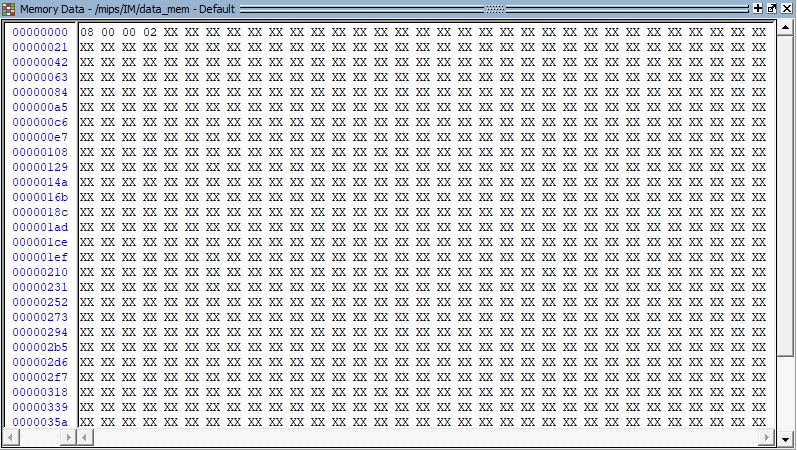 Memory Data - /mips/IM/data_mem - Default
00000000 08 00 00 02 XX XX XX XX XX XX XX XX XX XX XX XX XX XX XX XX XX XX XX XX XX XX XX XX XX XX XX XX XX
00000021 XX XX XX XX XX XX XX XX XX XX XX XX XX XX XX XX XX XX XX XX XX XX XX XX XX XX XX XX XX XX XX XX XX
00000042 XX XX XX XX XX XX XX XX XX XX XX XX XX XX XX XX XX XX XX XX XX XX XX XX XX XX XX XX XX XX XX XX XX
00000063 XX XX XX XX XX XX XX XX XX XX XX XX XX XX XX XX XX XX XX XX XX XX XX XX XX XX XX XX XX XX XX XX XX
00000084 XX XX XX XX XX XX XX XX XX XX XX XX XX XX XX XX XX XX XX XX XX XX XX XX XX XX XX XX XX XX XX XX XX
000000a5 XX XX XX XX XX XX XX XX XX XX XX XX XX XX XX XX XX XX XX XX XX XX XX XX XX XX XX XX XX XX XX XX XX
000000c6 XX XX XX XX XX XX XX XX XX XX XX XX XX XX XX XX XX XX XX XX XX XX XX XX XX XX XX XX XX XX XX XX XX
000000e7 XX XX XX XX XX XX XX XX XX XX XX XX XX XX XX XX XX XX XX XX XX XX XX XX XX XX XX XX XX XX XX XX XX
00000108 XX XX XX XX XX XX XX XX XX XX XX XX XX XX XX XX XX XX XX XX XX XX XX XX XX XX XX XX XX XX XX XX XX
00000129 XX XX XX XX XX XX XX XX XX XX XX XX XX XX XX XX XX XX XX XX XX XX XX XX XX XX XX XX XX XX XX XX XX
0000014a XX XX XX XX XX XX XX XX XX XX XX XX XX XX XX XX XX XX XX XX XX XX XX XX XX XX XX XX XX XX XX XX XX
0000016b XX XX XX XX XX XX XX XX XX XX XX XX XX XX XX XX XX XX XX XX XX XX XX XX XX XX XX XX XX XX XX XX XX
0000018c XX XX XX XX XX XX XX XX XX XX XX XX XX XX XX XX XX XX XX XX XX XX XX XX XX XX XX XX XX XX XX XX XX
000001ad XX XX XX XX XX XX XX XX XX XX XX XX XX XX XX XX XX XX XX XX XX XX XX XX XX XX XX XX XX XX XX XX XX
000001ce XX XX XX XX XX XX XX XX XX XX XX XX XX XX XX XX XX XX XX XX XX XX XX XX XX XX XX XX XX XX XX XX XX
000001ef XX XX XX XX XX XX XX XX XX XX XX XX XX XX XX XX XX XX XX XX XX XX XX XX XX XX XX XX XX XX XX XX XX
00000210 XX XX XX XX XX XX XX XX XX XX XX XX XX XX XX XX XX XX XX XX XX XX XX XX XX XX XX XX XX XX XX XX XX
00000231 XX XX XX XX XX XX XX XX XX XX XX XX XX XX XX XX XX XX XX XX XX XX XX XX XX XX XX XX XX XX XX XX XX
00000252 XX XX XX XX XX XX XX XX XX XX XX XX XX XX XX XX XX XX XX XX XX XX XX XX XX XX XX XX XX XX XX XX XX
00000273 XX XX XX XX XX XX XX XX XX XX XX XX XX XX XX XX XX XX XX XX XX XX XX XX XX XX XX XX XX XX XX XX XX
00000294 XX XX XX XX XX XX XX XX XX XX XX XX XX XX XX XX XX XX XX XX XX XX XX XX XX XX XX XX XX XX XX XX XX
000002b5 XX XX XX XX XX XX XX XX XX XX XX XX XX XX XX XX XX XX XX XX XX XX XX XX XX XX XX XX XX XX XX XX XX
000002d6 XX XX XX XX XX XX XX XX XX XX XX XX XX XX XX XX XX XX XX XX XX XX XX XX XX XX XX XX XX XX XX XX XX
000002f7 XX XX XX XX XX XX XX XX XX XX XX XX XX XX XX XX XX XX XX XX XX XX XX XX XX XX XX XX XX XX XX XX XX
00000318 XX XX XX XX XX XX XX XX XX XX XX XX XX XX XX XX XX XX XX XX XX XX XX XX XX XX XX XX XX XX XX XX XX
00000339 XX XX XX XX XX XX XX XX XX XX XX XX XX XX XX XX XX XX XX XX XX XX XX XX XX XX XX XX XX XX XX XX XX
0000035a XX XX XX XX XX XX XX XX XX XX XX XX XX XX XX XX XX XX XX XX XX XX XX XX XX XX XX XX XX XX XX XX XX